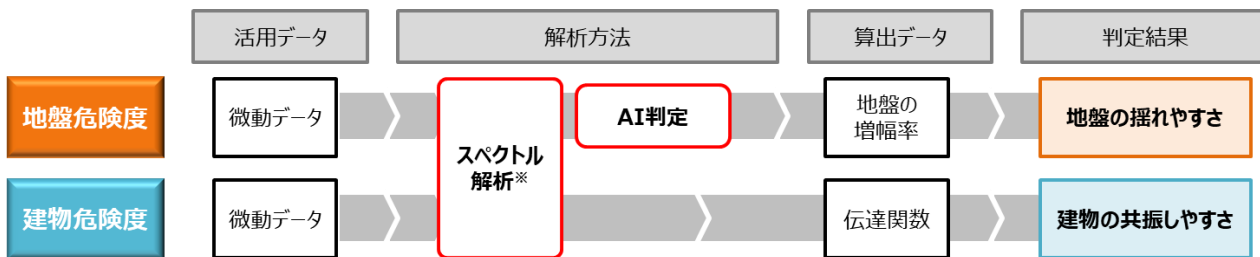 活用データ
解析方法
算出データ
判定結果
地盤危険度
微動データ
スペクトル
解析※
AI判定
地盤の
増幅率
地盤の揺れやすさ
建物危険度
微動データ
伝達関数
建物の共振しやすさ